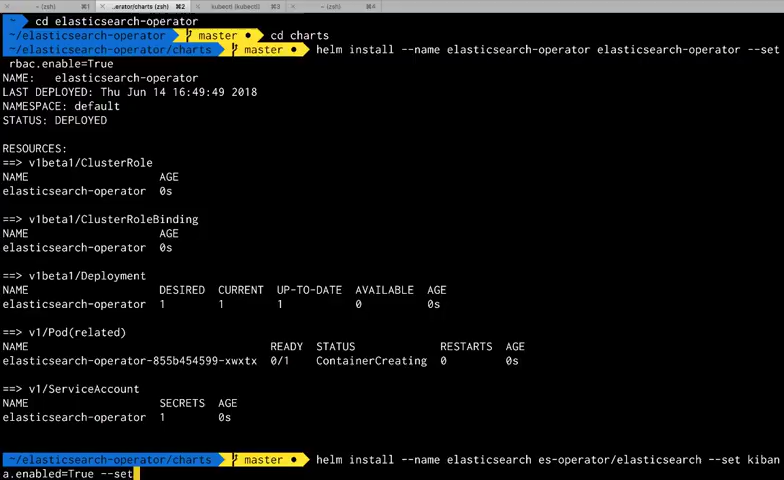 ~ (zsh) ⌘1 ..erator/charts (zsh) ⌘2 kubectl (kubectl) ⌘3 ~ (zsh) ⌘4
~ cd elasticsearch-operator
~/elasticsearch-operator master ● cd charts
~/elasticsearch-operator/charts master ● helm install --name elasticsearch-operator elasticsearch-operator --set
rbac.enable=True
NAME: elasticsearch-operator
LAST DEPLOYED: Thu Jun 14 16:49:49 2018
NAMESPACE: default
STATUS: DEPLOYED
RESOURCES:
==> v1beta1/ClusterRole
NAME AGE
elasticsearch-operator 0s
==> v1beta1/ClusterRoleBinding
NAME AGE
elasticsearch-operator 0s
==> v1beta1/Deployment
NAME DESIRED CURRENT UP-TO-DATE AVAILABLE AGE
elasticsearch-operator 1 1 1 0 0s
==> v1/Pod(related)
NAME READY STATUS RESTARTS AGE
elasticsearch-operator-855b454599-xwxtx 0/1 ContainerCreating 0 0s
==> v1/ServiceAccount
NAME SECRETS AGE
elasticsearch-operator 1 0s
~/elasticsearch-operator/charts master ● helm install --name elasticsearch es-operator/elasticsearch --set kiban
a.enabled=True --set